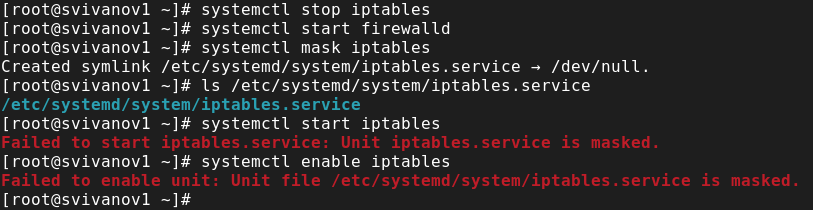 [root@svivanov1 ~]# systemctl stop iptables
[root@svivanov1 ~]# systemctl start firewalld
[root@svivanov1 ~]# systemctl mask iptables
Created symlink /etc/systemd/system/iptables.service → /dev/null.
[root@svivanov1 ~]# ls /etc/systemd/system/iptables.service
/etc/systemd/system/iptables.service
[root@svivanov1 ~]# systemctl start iptables
Failed to start iptables.service: Unit iptables.service is masked.
[root@svivanov1 ~]# systemctl enable iptables
Failed to enable unit: Unit file /etc/systemd/system/iptables.service is masked.
[root@svivanov1 ~]#